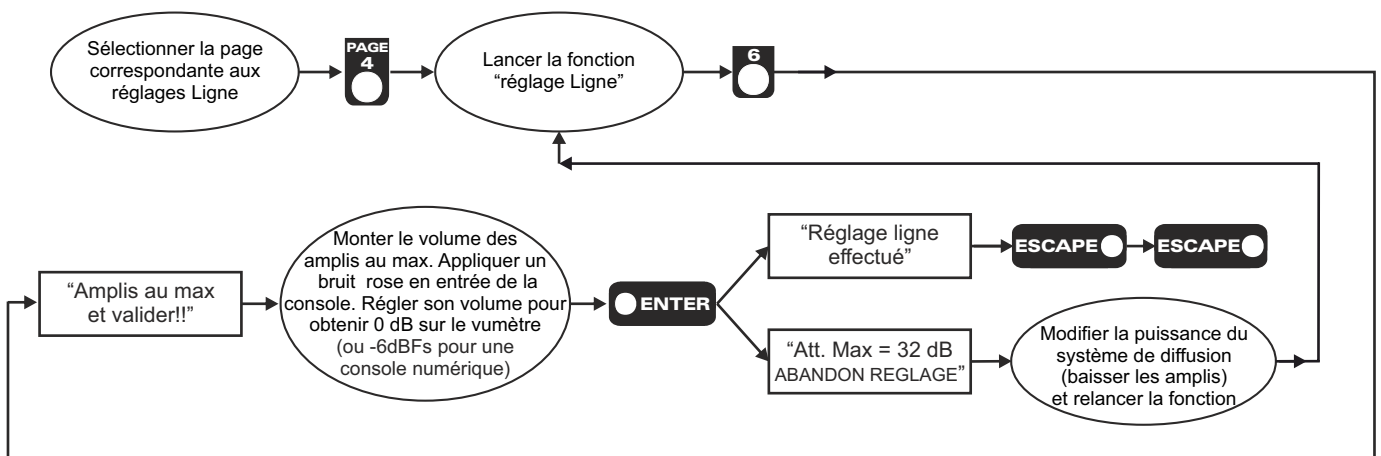 Sélectionner la page
correspondante aux
réglages Ligne
PAGE
4
Lancer la fonction
“réglage Ligne”
6
“Amplis au max
et valider!!”
Monter le volume des
amplis au max. Appliquer un
bruit rose en entrée de la
console. Régler son volume pour
obtenir 0 dB sur le vumètre
(ou -6dBFs pour une
console numérique)
ENTER
“Réglage ligne
effectué”
ESCAPE
ESCAPE
“Att. Max = 32 dB
ABANDON REGLAGE”
Modifier la puissance du
système de diffusion
(baisser les amplis)
et relancer la fonction